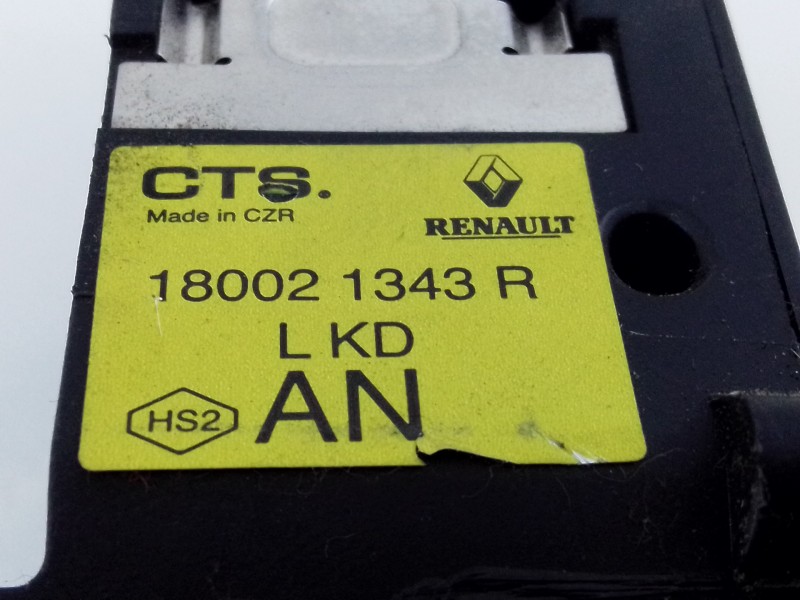 CTS.
Made in CZR
RENAULT
18002 1343 R
L KD
HS2 AN